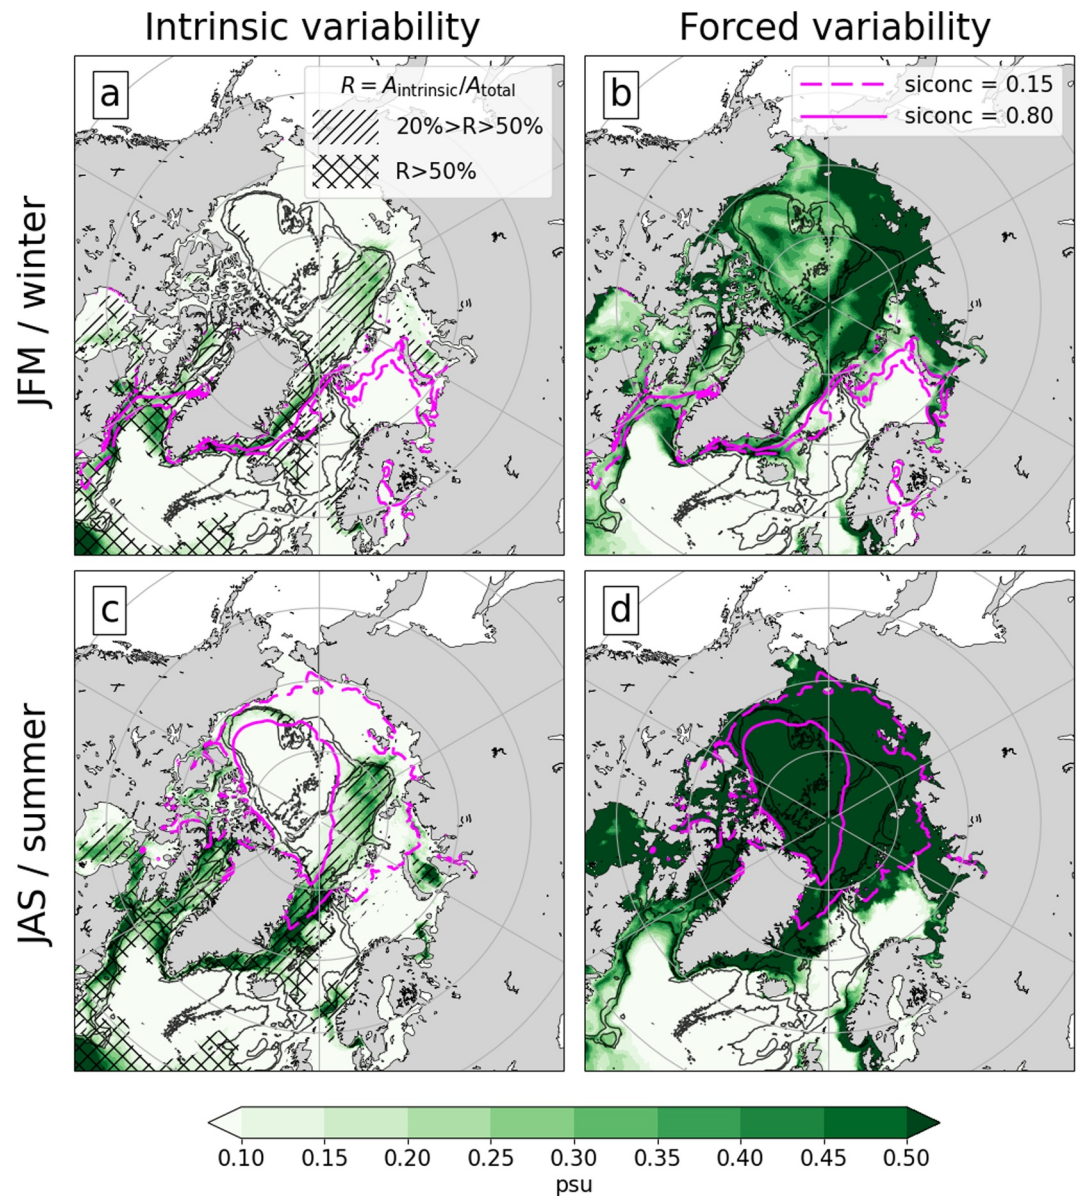 Intrinsic variability
Forced variability
JFM / winter
a
R = A_intrinsic/A_total
20%>R>50%
R>50%
b
siconc = 0.15
siconc = 0.80
JAS / summer
c
d
0.10 0.15 0.20 0.25 0.30 0.35 0.40 0.45 0.50
psu